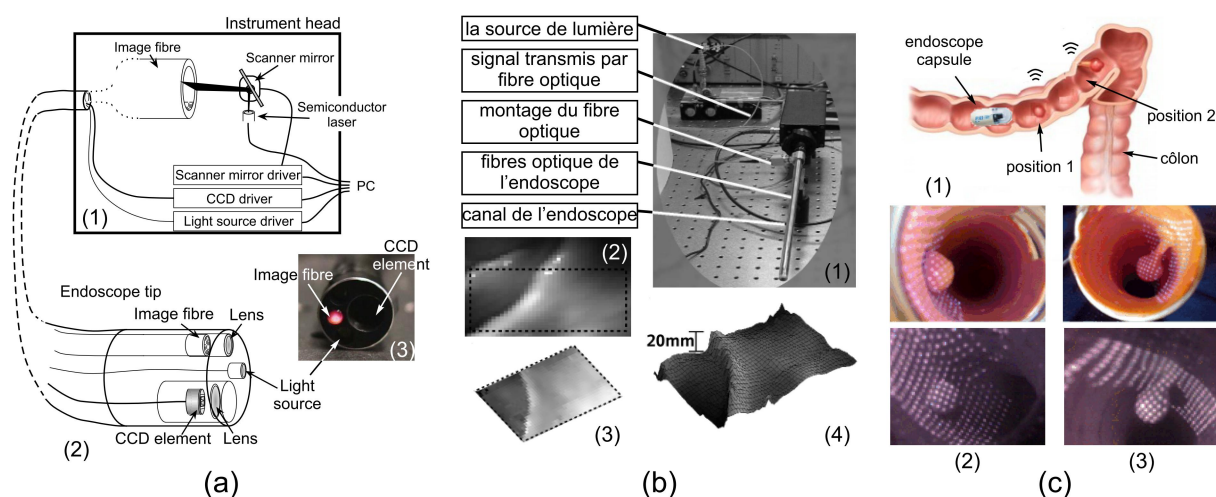 Instrument head
Image fibre
Scanner mirror
Semiconductor
laser
Scanner mirror driver
CCD driver
Light source driver
PC
(1)
CCD
element
Image fibre
(3)
Endoscope tip
Image fibre
Lens
Light
source
CCD element
Lens
(2)
(a)
la source de lumière
signal transmis par
fibre optique
montage du fibre
optique
fibres optique de
l'endoscope
canal de l'endoscope
(1)
(2)
20mm
(3)
(4)
(b)
endoscope
capsule
position 2
position 1
côlon
(1)
(2)
(3)
(c)